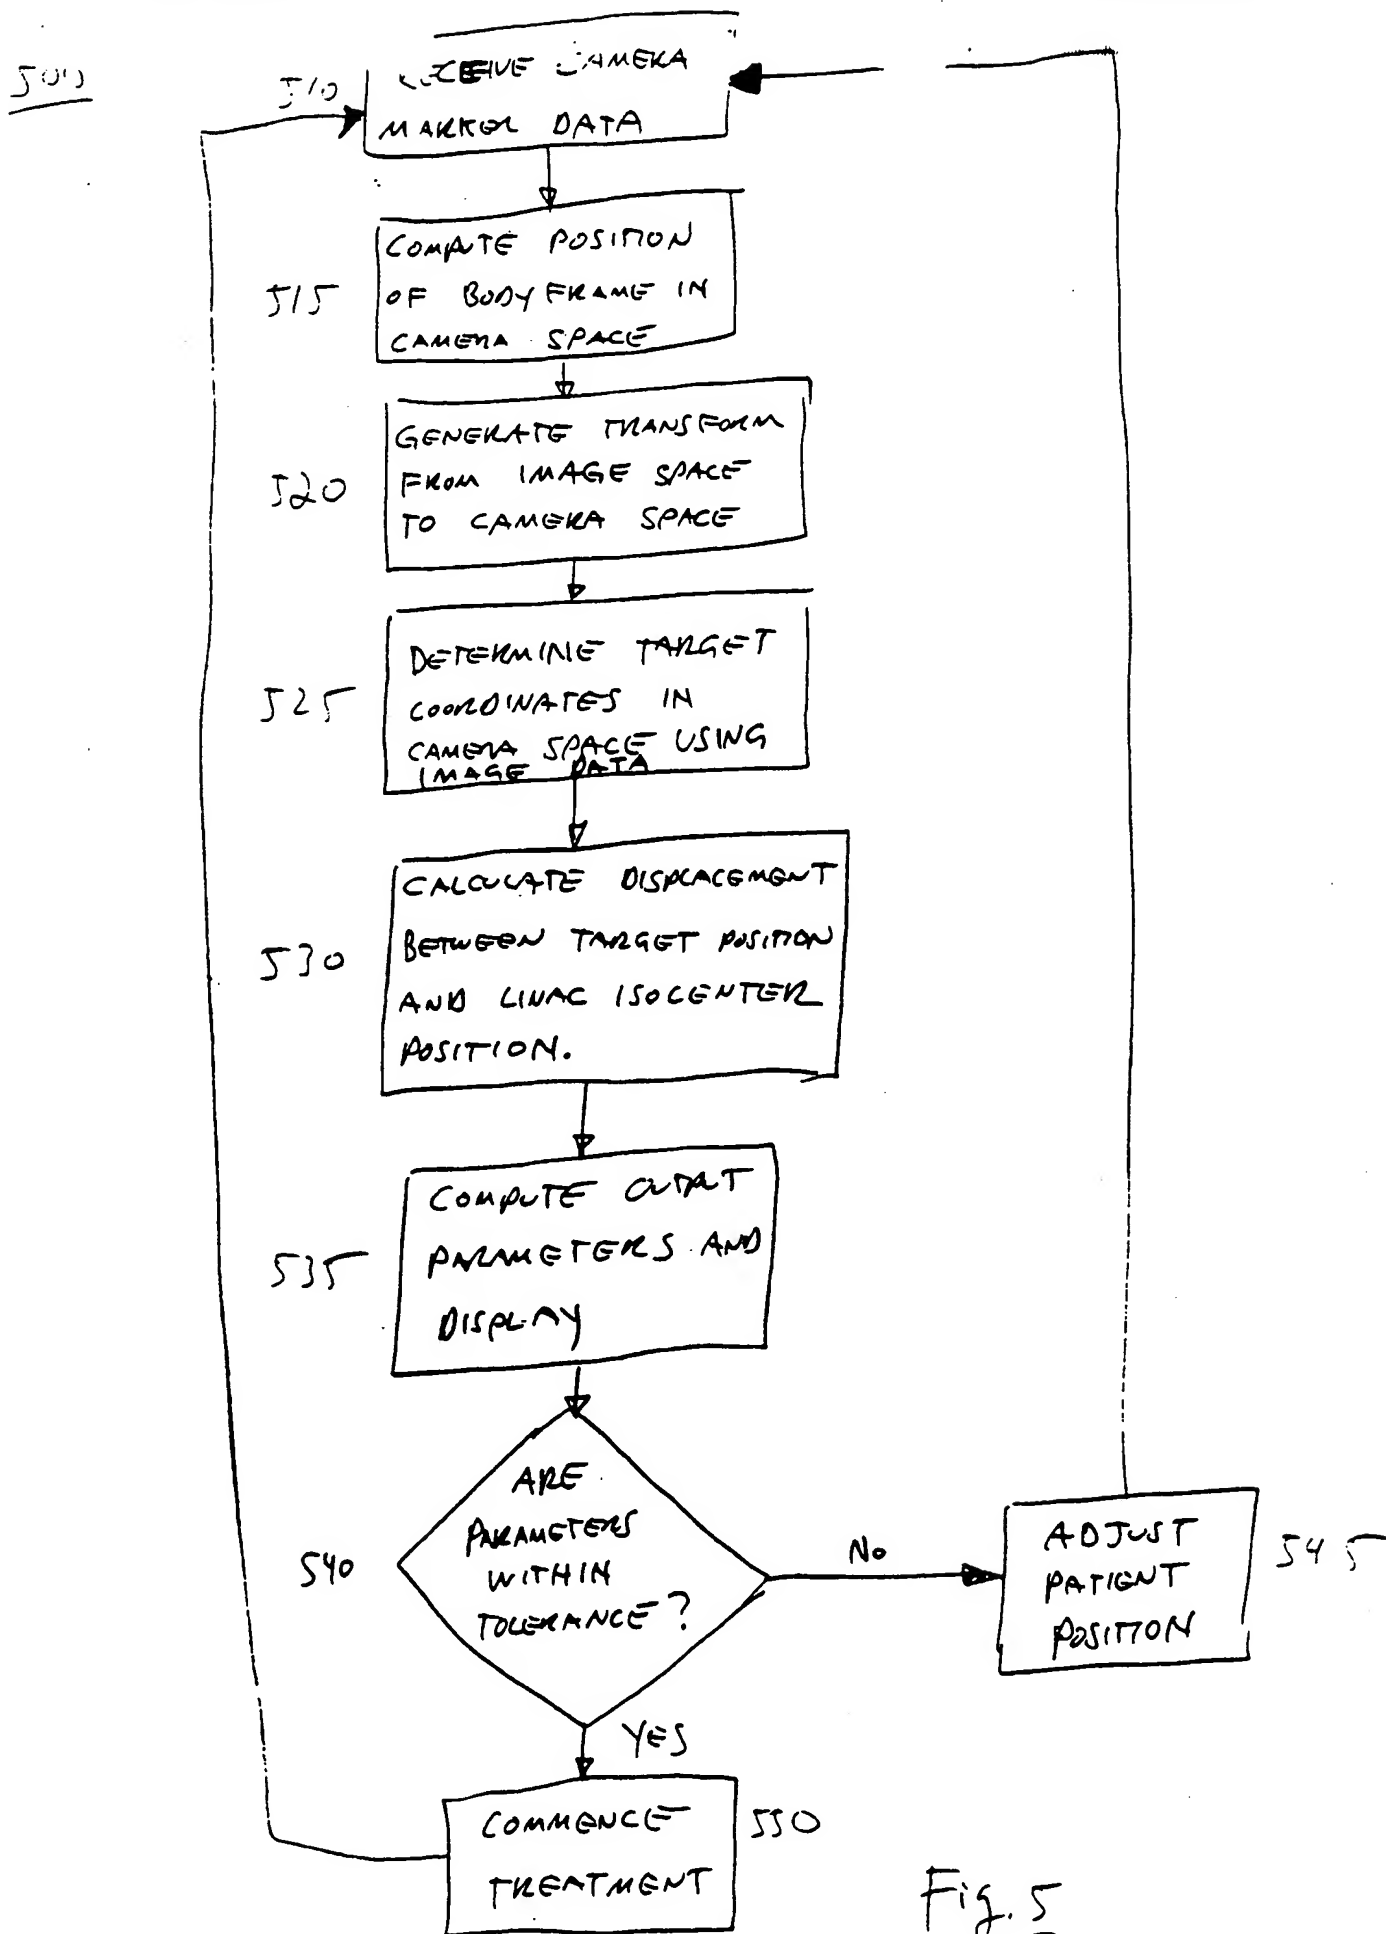 500
510
RECEIVE CAMERA
MARKER DATA
515
COMPUTE POSITION
OF BODY FRAME IN
CAMERA SPACE
520
GENERATE TRANSFORM
FROM IMAGE SPACE
TO CAMERA SPACE
525
DETERMINE TARGET
COORDINATES IN
CAMERA SPACE USING
IMAGE DATA
530
CALCULATE DISPLACEMENT
BETWEEN TARGET POSITION
AND LINAC ISOCENTER
POSITION.
535
COMPUTE OUTPUT
PARAMETERS AND
DISPLAY
540
ARE
PARAMETERS
WITHIN
TOLERANCE?
NO
ADJUST
PATIENT
POSITION
545
YES
COMMENCE
TREATMENT
550
Fig. 5